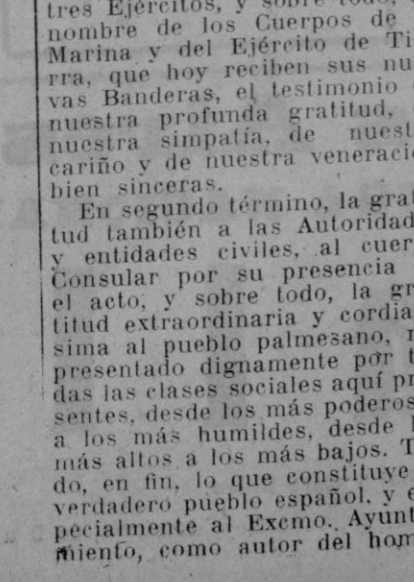 tres Ejércitos, y sobre todo,
nombre de los Cuerpos de
Marina y del Ejército de Ti
rra, que hoy reciben sus nu
vas Banderas, el testimonio
nuestra profunda gratitud,
nuestra simpatía, de nuest
cariño y de nuestra veneraci
bien sinceras.
En segundo término, la grat
tud también a las Autoridad
y entidades civiles, al cuer
Consular por su presencia
el acto, y sobre todo, la gr
titud extraordinaria y cordia
sima al pueblo palmesano, r
presentado dignamente por t
das las clases sociales aquí pr
sentes, desde los más poderos
a los más humildes, desde l
más altos a los más bajos. T
do, en fin, lo que constituye
verdadero pueblo español, y e
pecialmente al Excmo. Ayunt
miento, como autor del hom